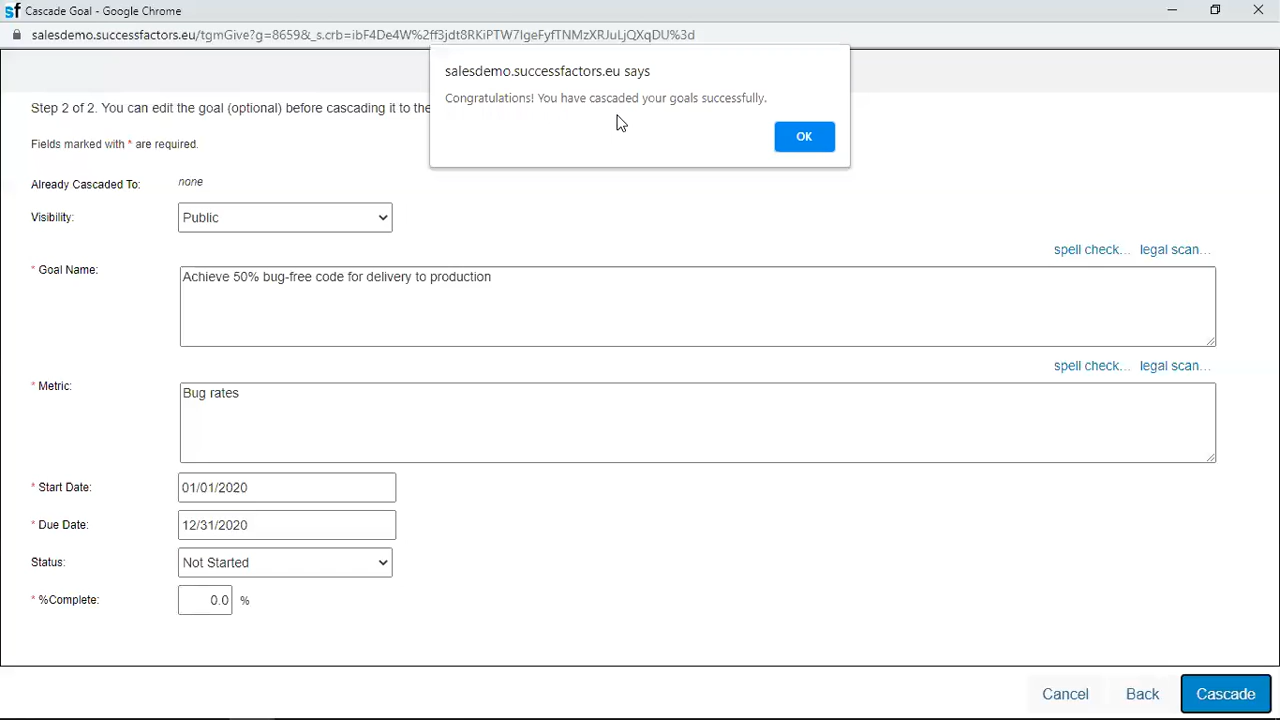 sf Cascade Goal - Google Chrome
salesdemo.successfactors.eu/tgmGive?g=8659&_s.crb=ibF4De4W%2ff3jdt8RKiPTW7IgeFyfTNMzXRJuLjQXqDU%3d
salesdemo.successfactors.eu says
Congratulations! You have cascaded your goals successfully.
OK
Step 2 of 2. You can edit the goal (optional) before cascading it to the
Fields marked with * are required.
Already Cascaded To: none
Visibility: Public
spell check... legal scan...
* Goal Name: Achieve 50% bug-free code for delivery to production
spell check... legal scan...
* Metric: Bug rates
* Start Date: 01/01/2020
* Due Date: 12/31/2020
Status: Not Started
* %Complete: 0.0 %
Cancel Back Cascade